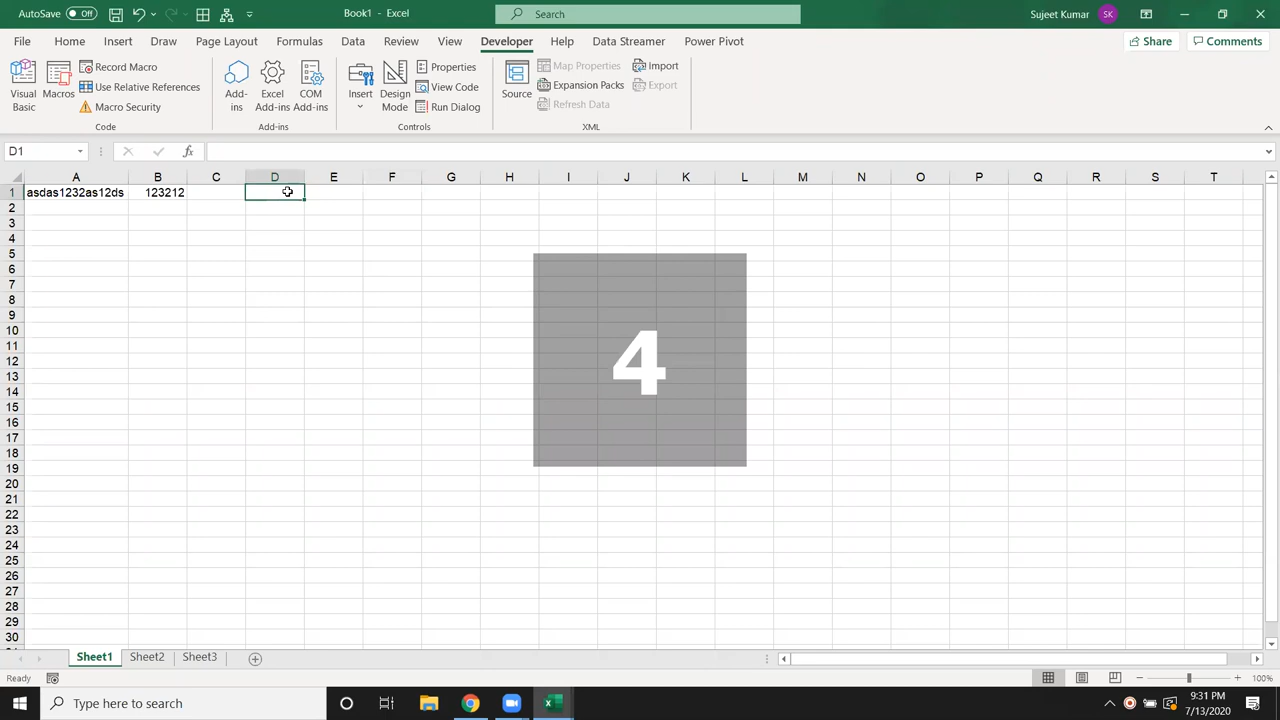 AutoSave Off Book1 - Excel Search Sujeet Kumar SK
File Home Insert Draw Page Layout Formulas Data Review View Developer Help Data Streamer Power Pivot Share Comments
Visual Basic
Macros
Record Macro
Use Relative References
Macro Security
Code
Add-ins
Excel Add-ins
COM Add-ins
Add-ins
Insert
Design Mode
Properties
View Code
Run Dialog
Controls
Source
Map Properties
Expansion Packs
Refresh Data
Import
Export
XML
D1 fx
A B C D E F G H I J K L M N O P Q R S T
1 asdas1232as12ds 123212
2
3
4
5
6
7
8
9
10
11
12
13
14
15
16
17
18
19
20
21
22
23
24
25
26
27
28
29
30
4
Sheet1 Sheet2 Sheet3
Ready 100%
Type here to search 9:31 PM
7/13/2020